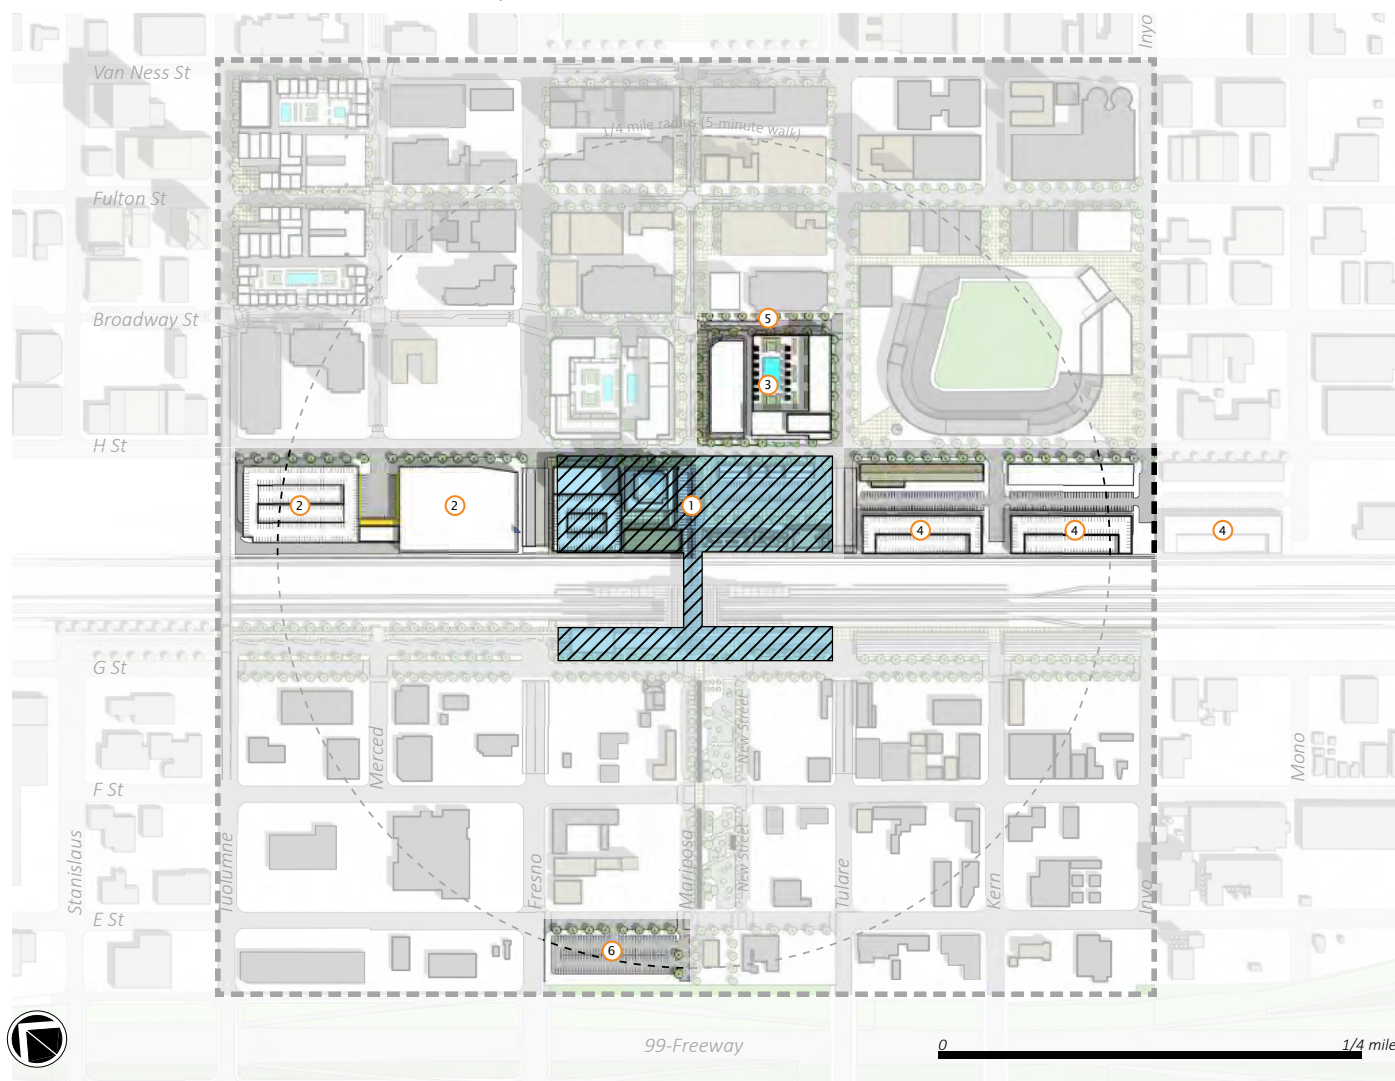 Inyo
Van Ness St
1/4 mile radius (5-minute walk)
Fulton St
Broadway St
5
3
H St
2
2
1
4
4
4
G St
New Street
Merced
Mono
F St
Stanislaus
Tuolumne
Fresno
Mariposa
New Street
Tulare
Kern
Inyo
E St
6
99-Freeway
0
1/4 mile